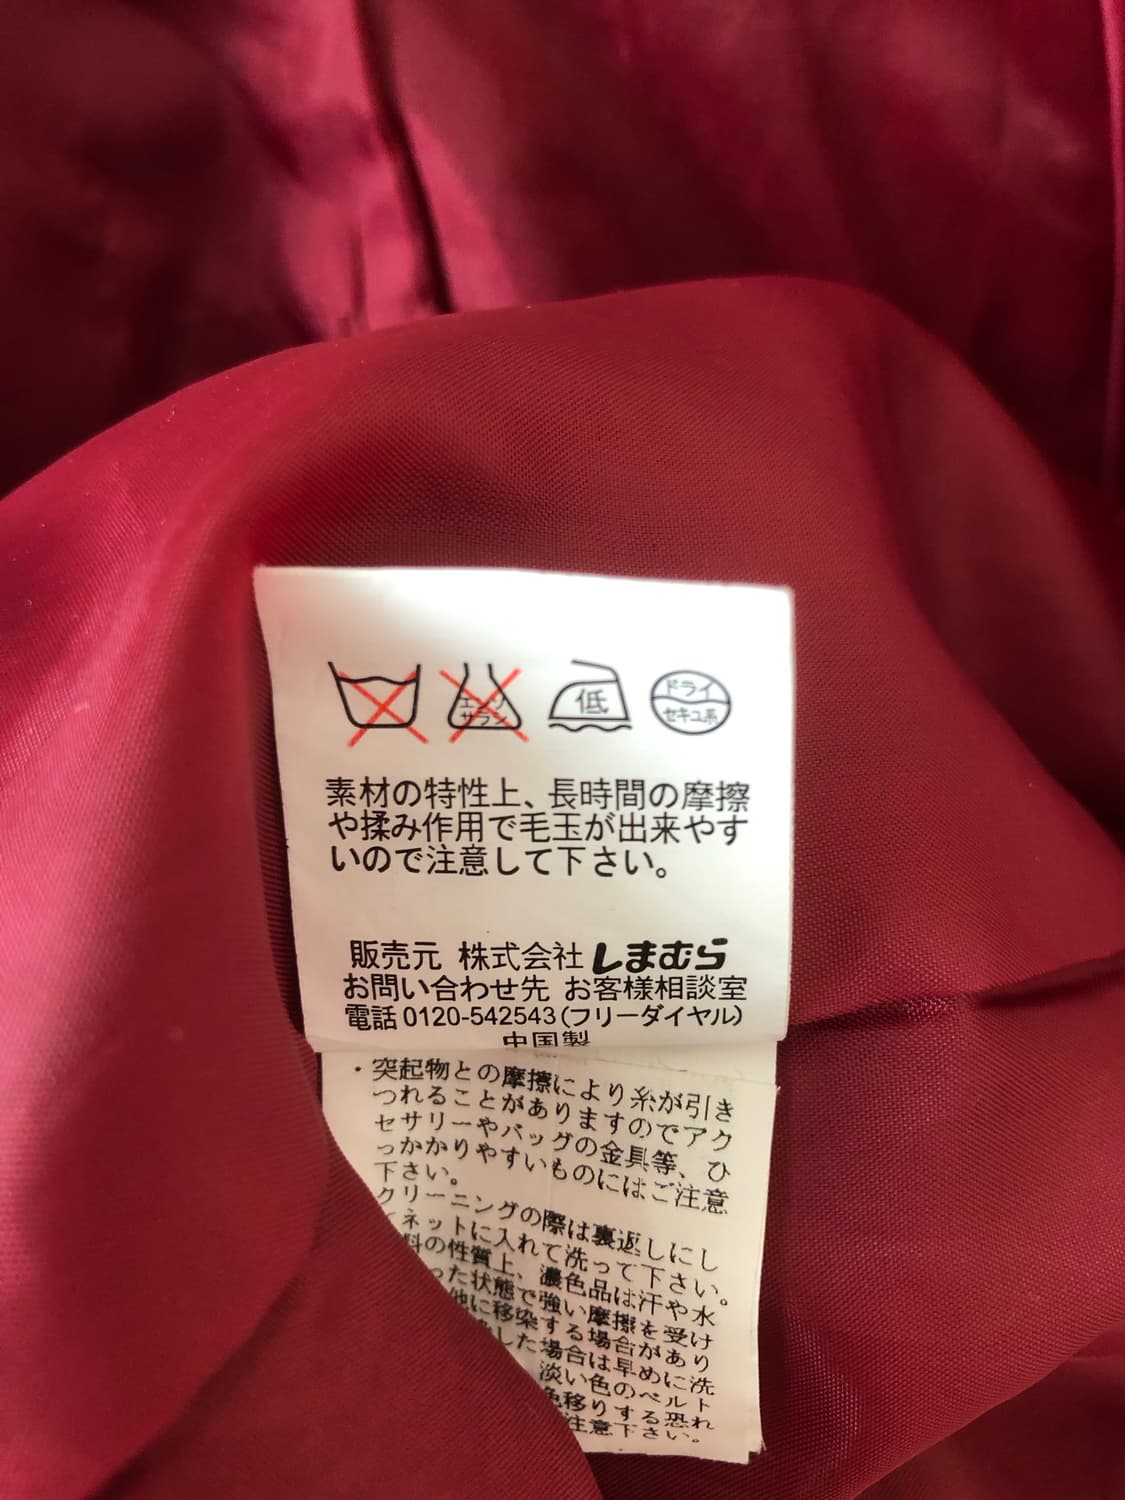 エンソ
サラシ
低
ドライ
セキユ系
素材の特性上、長時間の摩擦
や揉み作用で毛玉が出来やす
いので注意して下さい。
販売元 株式会社しまむら
お問い合わせ先 お客様相談室
電話0120-542543(フリーダイヤル)
中国製
・突起物との摩擦により糸が引き
つれることがありますのでアク
セサリーやバッグの金具等、ひ
っかかりやすいものにはご注意
下さい。
クリーニングの際は裏返しにし
ネットに入れて洗って下さい。
料の性質上、濃色品は汗や水
った状態で強い摩擦を受け
他に移染する場合があり
した場合は早めに洗
淡い色のベルト
色移りする恐れ
注意下さい。